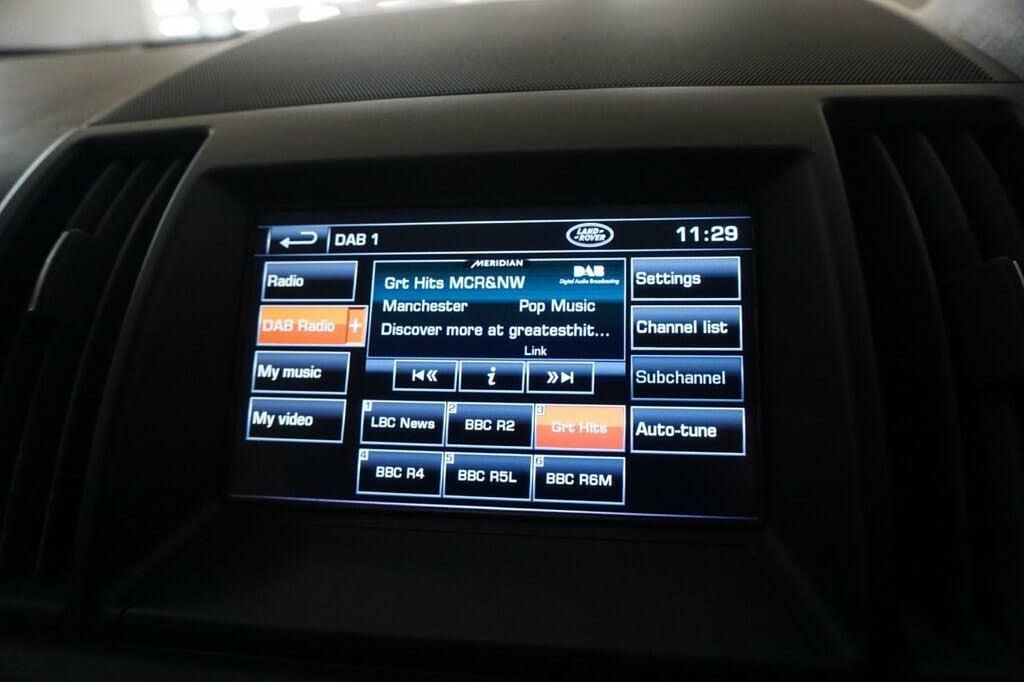 DAB 1
LAND-
-ROVER
11:29
Radio
DAB Radio +
My music
My video
MERIDIAN
Grt Hits MCR&NW
DAB
Digital Audio Broadcasting
Manchester Pop Music
Discover more at greatesthit...
Link
i
1 LBC News
2 BBC R2
3 Grt Hits
4 BBC R4
5 BBC R5L
6 BBC R6M
Settings
Channel list
Subchannel
Auto-tune